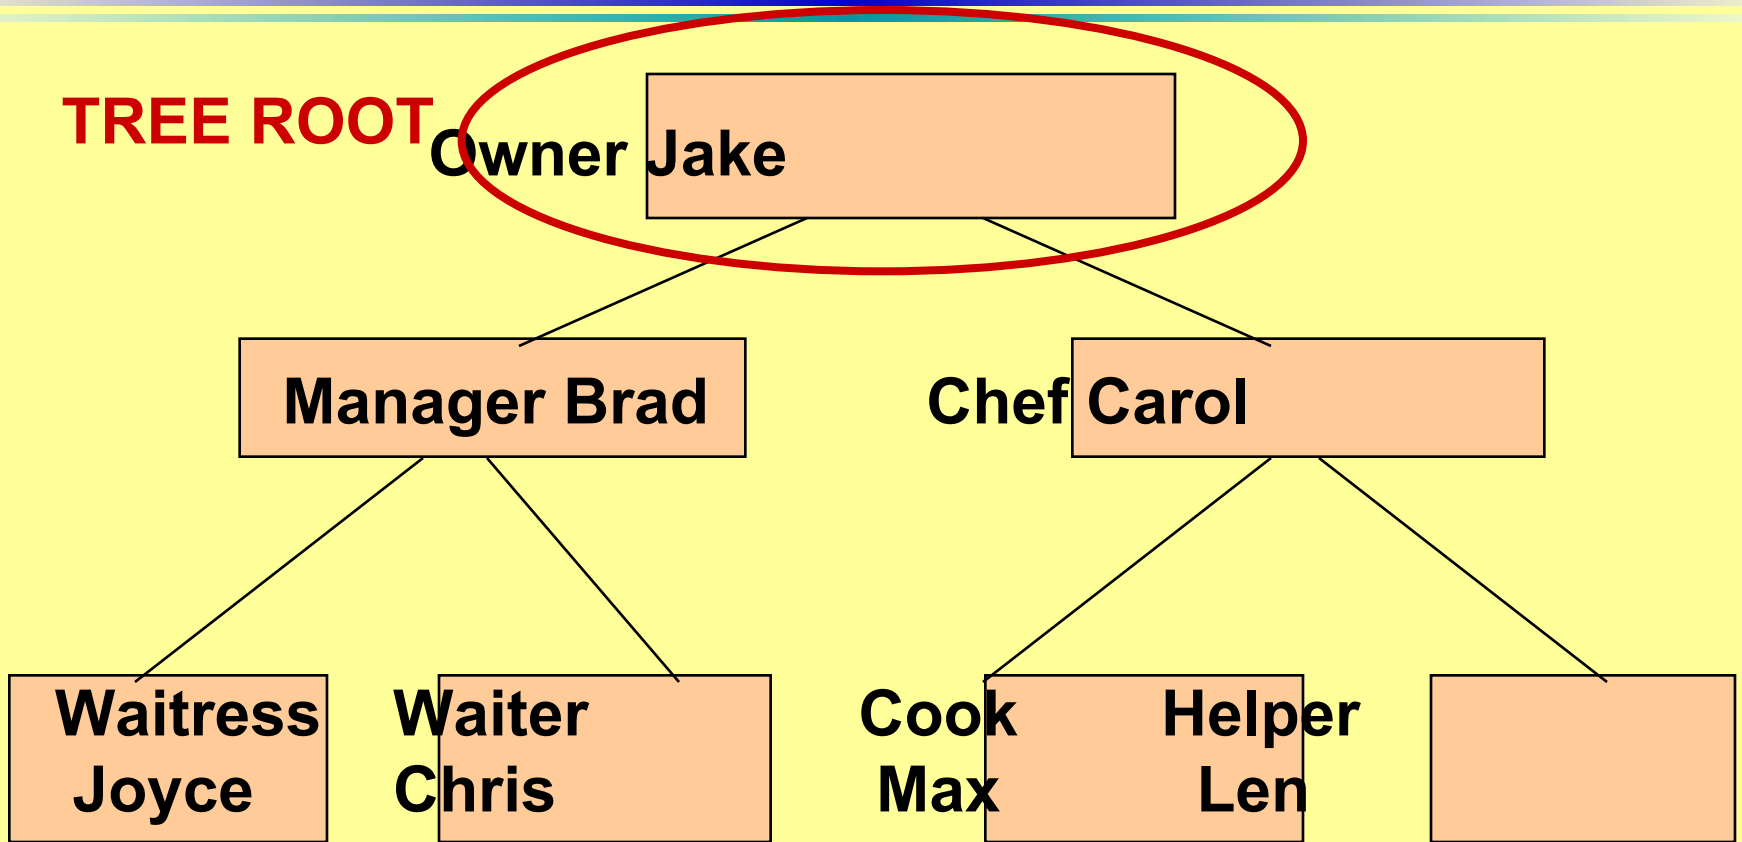 TREE ROOT
Owner Jake
Manager Brad Chef Carol
Waitress Waiter Cook Helper
Joyce Chris Max Len